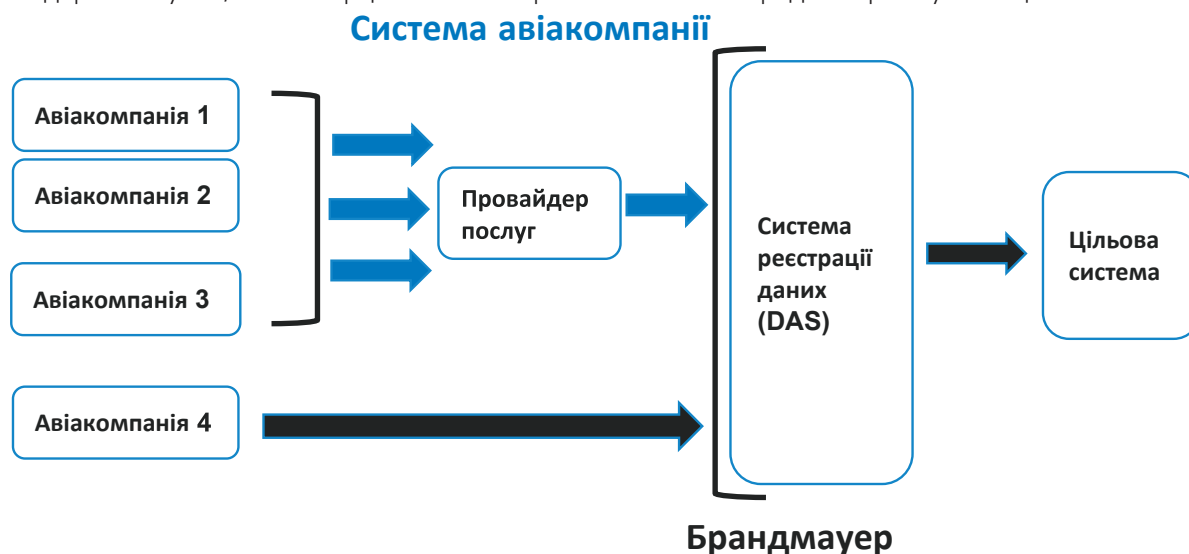 Система авіакомпанії
Авіакомпанія 1
Авіакомпанія 2
Авіакомпанія 3
Авіакомпанія 4
Провайдер
послуг
Система
реєстрації
даних
(DAS)
Цільова
система
Брандмауер